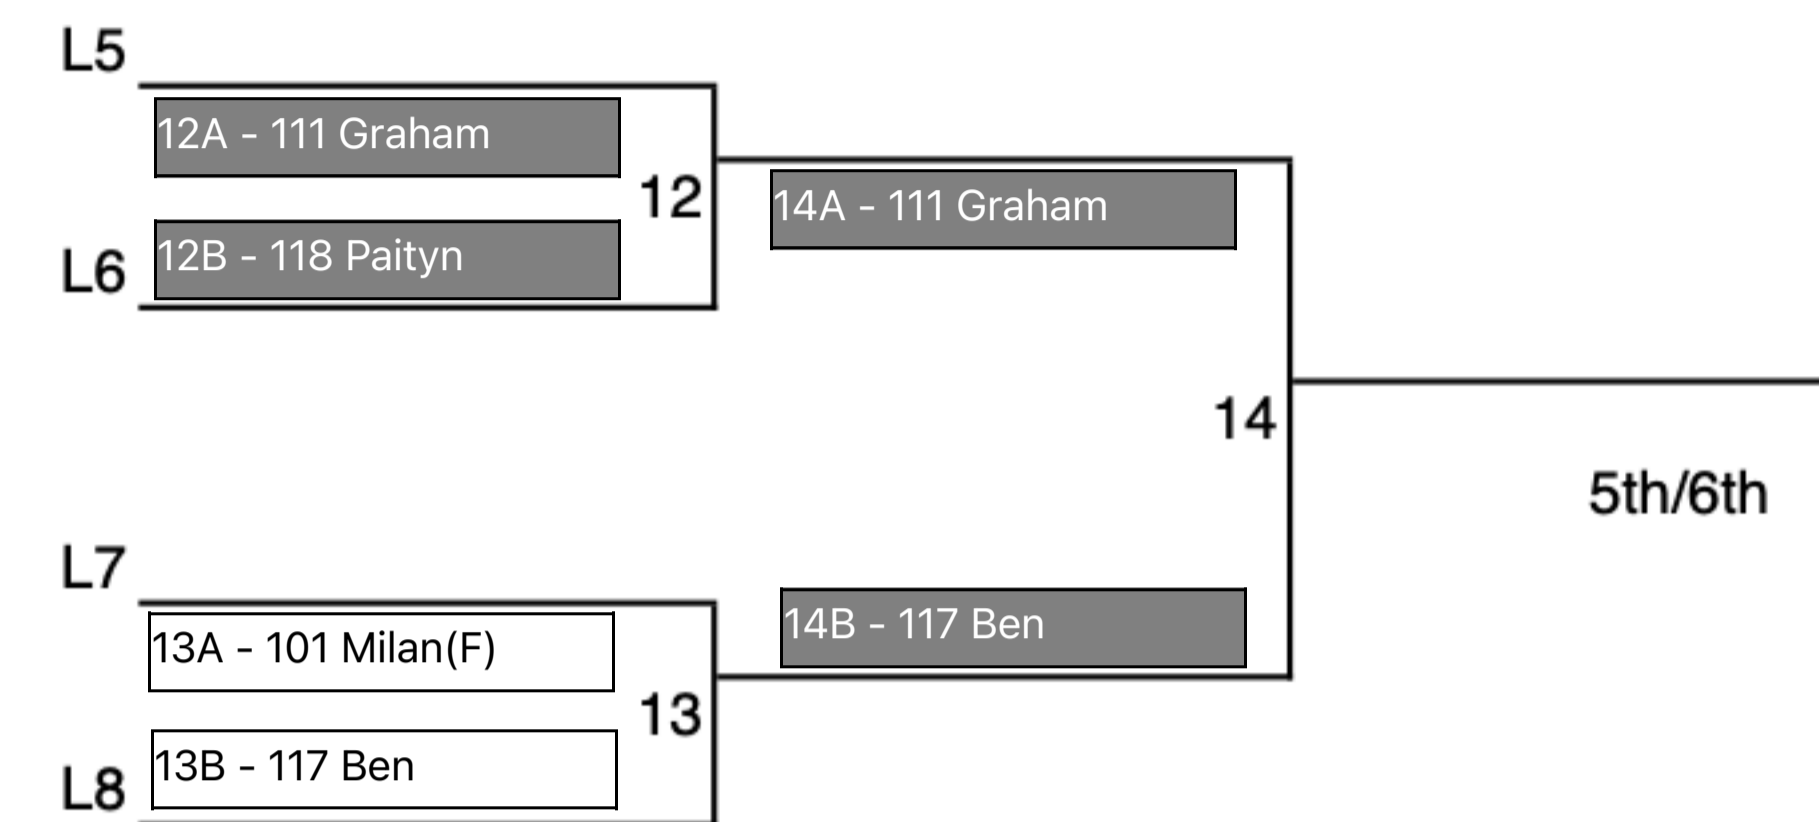 L5
12A - 111 Graham
12
14A - 111 Graham
12B - 118 Paityn
L6
14
5th/6th
L7
14B - 117 Ben
13A - 101 Milan(F)
13
13B - 117 Ben
L8